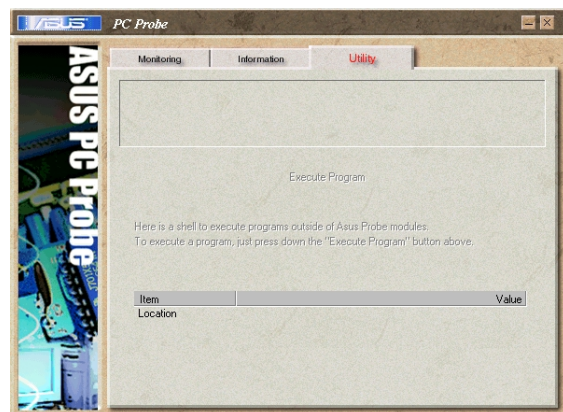 ASUS PC Probe
Monitoring Information Utility
ASUS PC Probe
Execute Program
Here is a shell to execute programs outside of Asus Probe modules.
To execute a program, just press down the "Execute Program" button above.
Item Value
Location